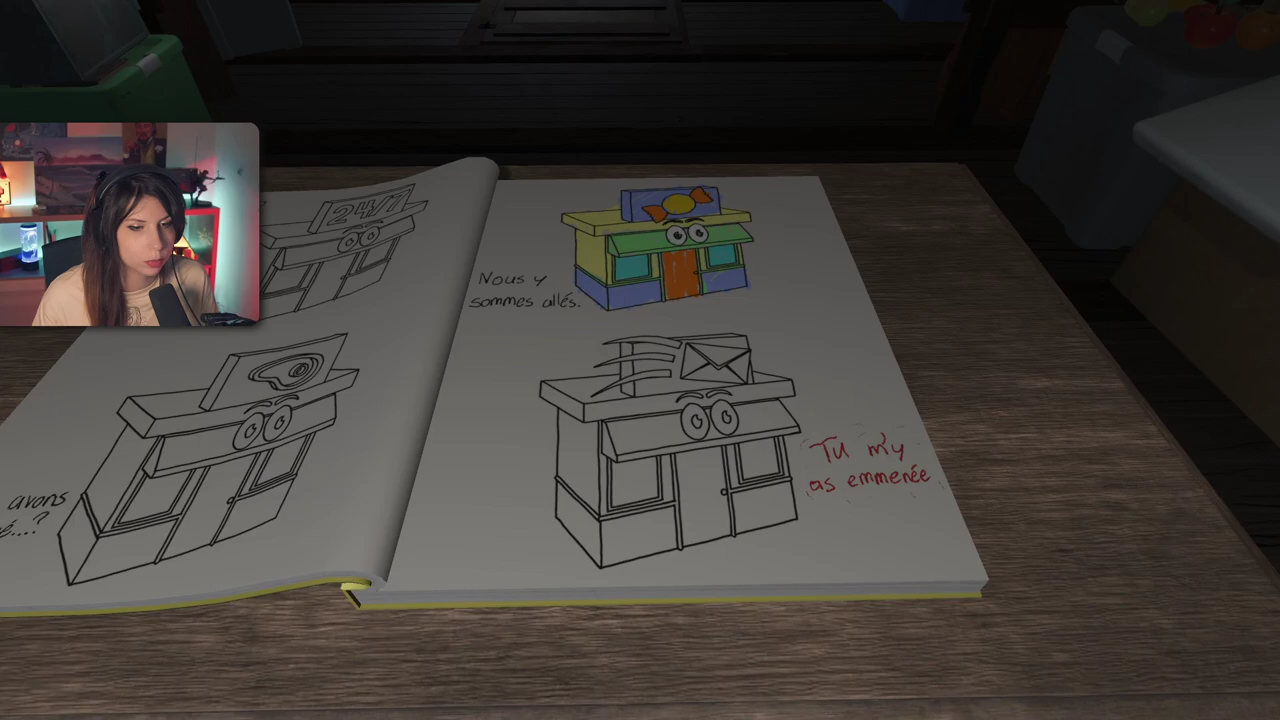 24/7
avons
é...?
Nous y
sommes allés.
Tu m'y
as emmenée